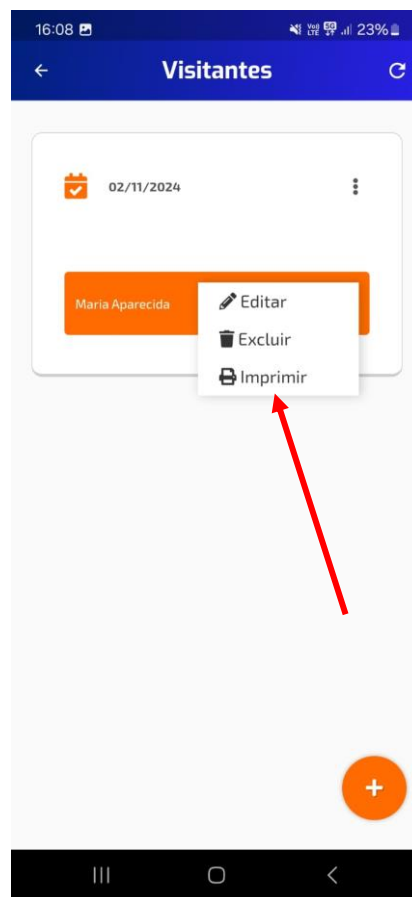 16:08 23%
Visitantes
02/11/2024
Maria Aparecida
Editar
Excluir
Imprimir
+